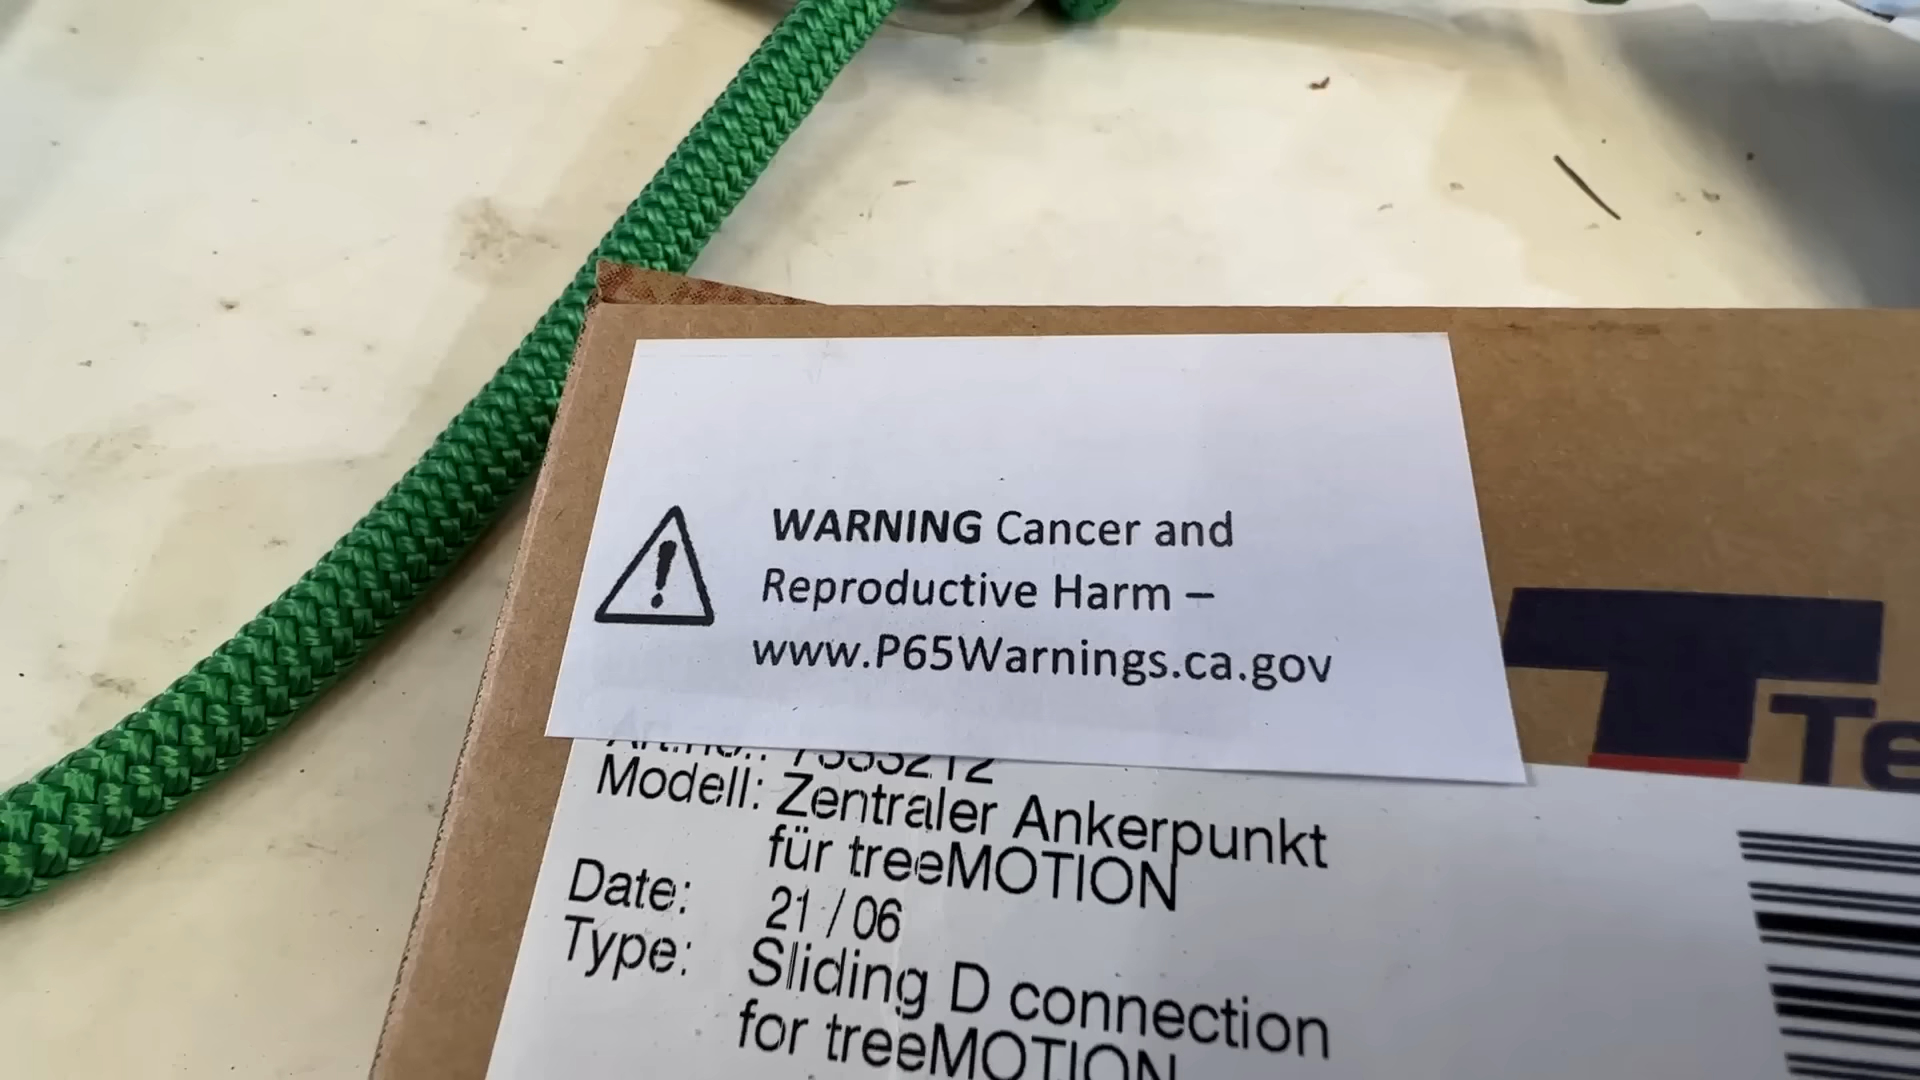 WARNING Cancer and
Reproductive Harm –
www.P65Warnings.ca.gov
Te
Modell: Zentraler Ankerpunkt
für treeMOTION
Date: 21 / 06
Type: Sliding D connection
for treeMOTION